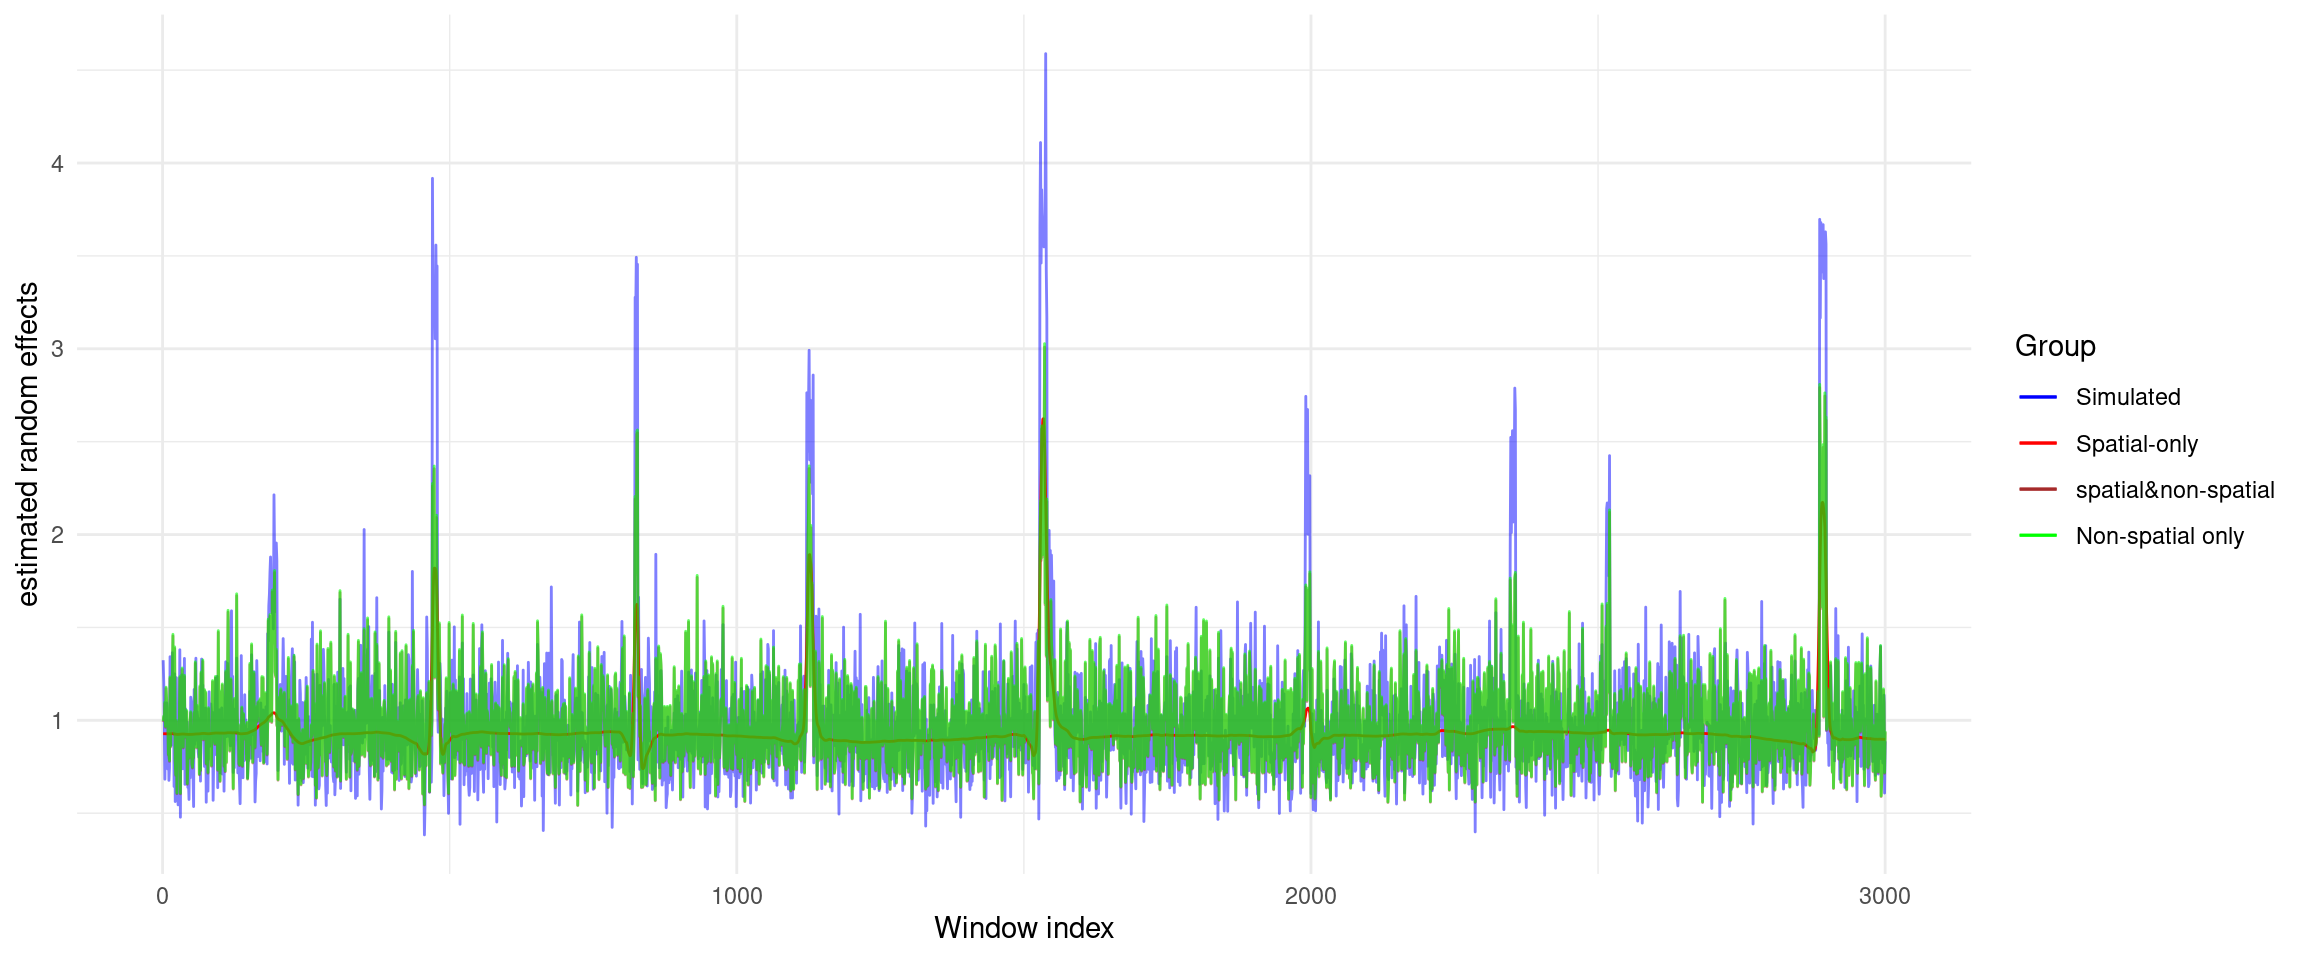 estimated random effects
4
3
2
1
0
1000
2000
3000
Window index
Group
Simulated
Spatial-only
spatial&non-spatial
Non-spatial only